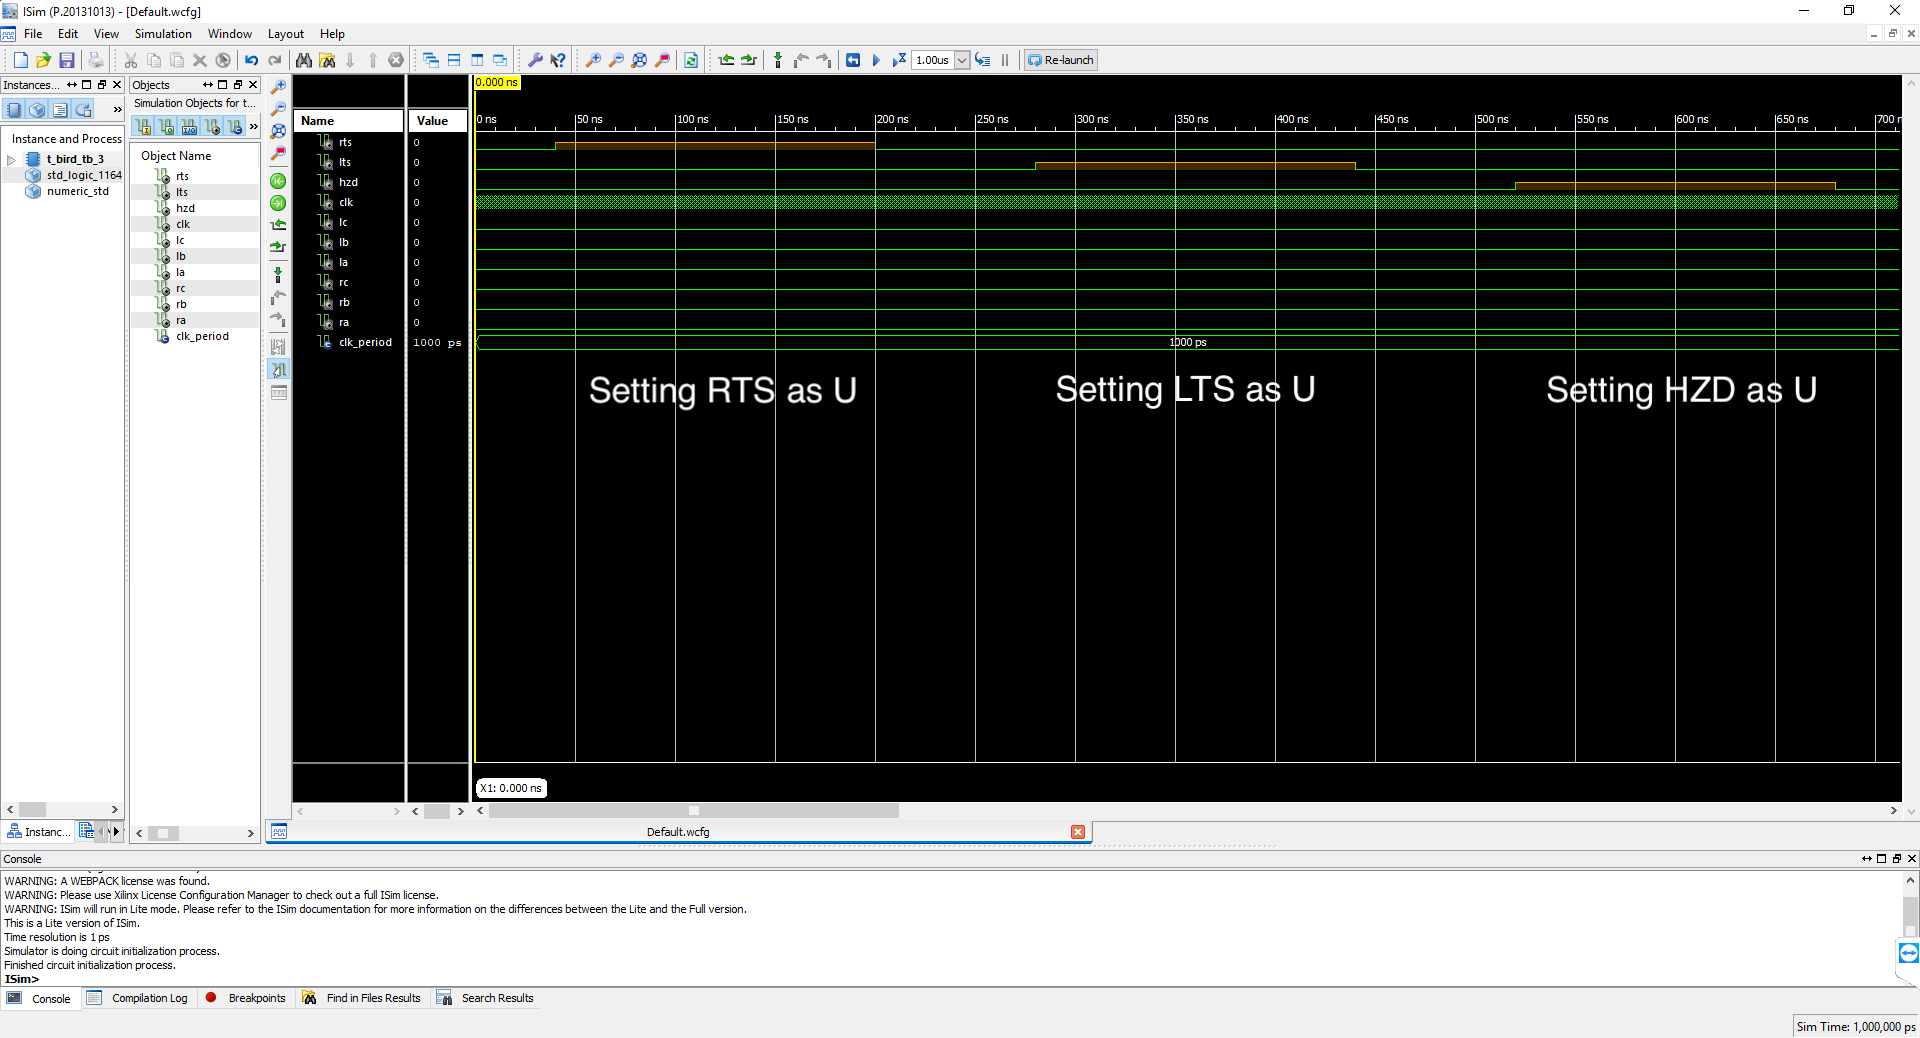 ISim (P.20131013) - [Default.wcfg]
File Edit View Simulation Window Layout Help
1.00us Re-launch
Instances...
Instance and Process
t_bird_tb_3
std_logic_1164
numeric_std
Instanc...
Objects
Simulation Objects for t...
Object Name
rts
lts
hzd
clk
lc
lb
la
rc
rb
ra
clk_period
Name Value
rts 0
lts 0
hzd 0
clk 0
lc 0
lb 0
la 0
rc 0
rb 0
ra 0
clk_period 1000 ps
0.000 ns
0 ns 50 ns 100 ns 150 ns 200 ns 250 ns 300 ns 350 ns 400 ns 450 ns 500 ns 550 ns 600 ns 650 ns 700 n
1000 ps
Setting RTS as U Setting LTS as U Setting HZD as U
X1: 0.000 ns
Default.wcfg
Console
WARNING: A WEBPACK license was found.
WARNING: Please use Xilinx License Configuration Manager to check out a full ISim license.
WARNING: ISim will run in Lite mode. Please refer to the ISim documentation for more information on the differences between the Lite and the Full version.
This is a Lite version of ISim.
Time resolution is 1 ps
Simulator is doing circuit initialization process.
Finished circuit initialization process.
ISim>
Console Compilation Log Breakpoints Find in Files Results Search Results
Sim Time: 1,000,000 ps